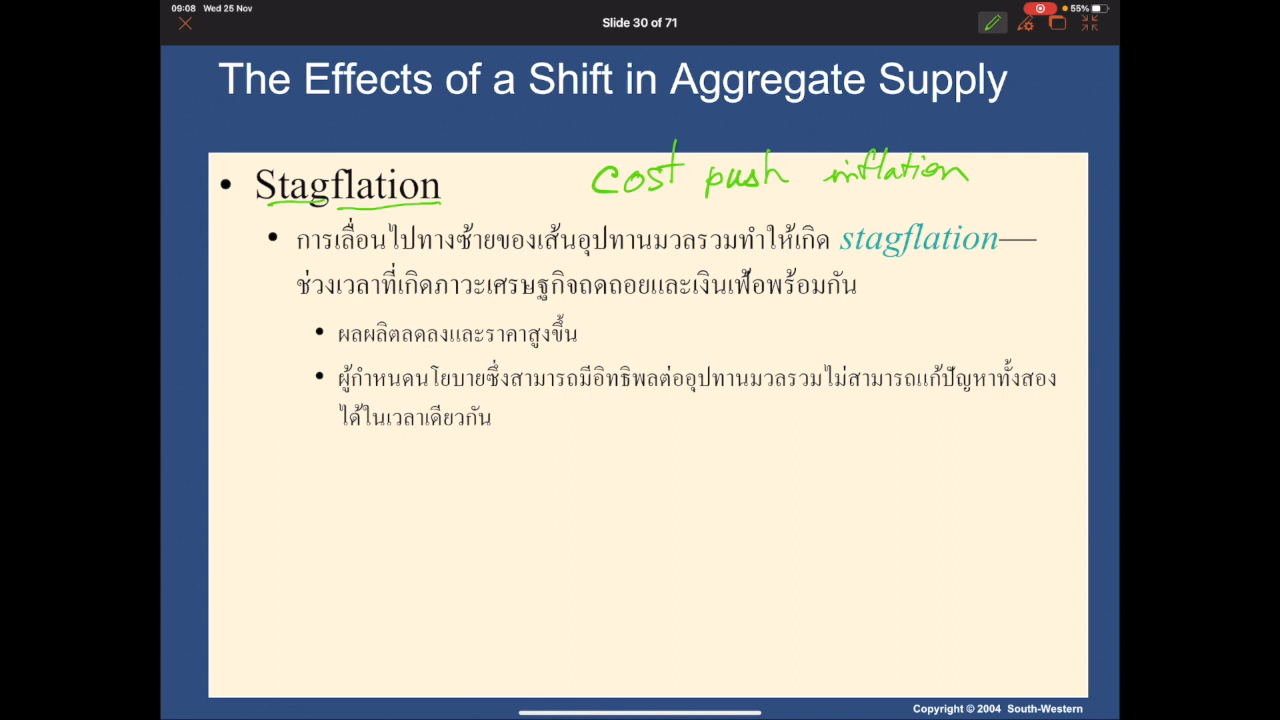 09:08 Wed 25 Nov
55%
Slide 30 of 71
The Effects of a Shift in Aggregate Supply
cost push inflation
• Stagflation
• การเลื่อนไปทางซ้ายของเส้นอุปทานมวลรวมทำให้เกิด stagflation—
ช่วงเวลาที่เกิดภาวะเศรษฐกิจถดถอยและเงินเฟ้อพร้อมกัน
• ผลผลิตลดลงและราคาสูงขึ้น
• ผู้กำหนดนโยบายซึ่งสามารถมีอิทธิพลต่ออุปทานมวลรวมไม่สามารถแก้ปัญหาทั้งสอง
ได้ในเวลาเดียวกัน
Copyright © 2004 South-Western